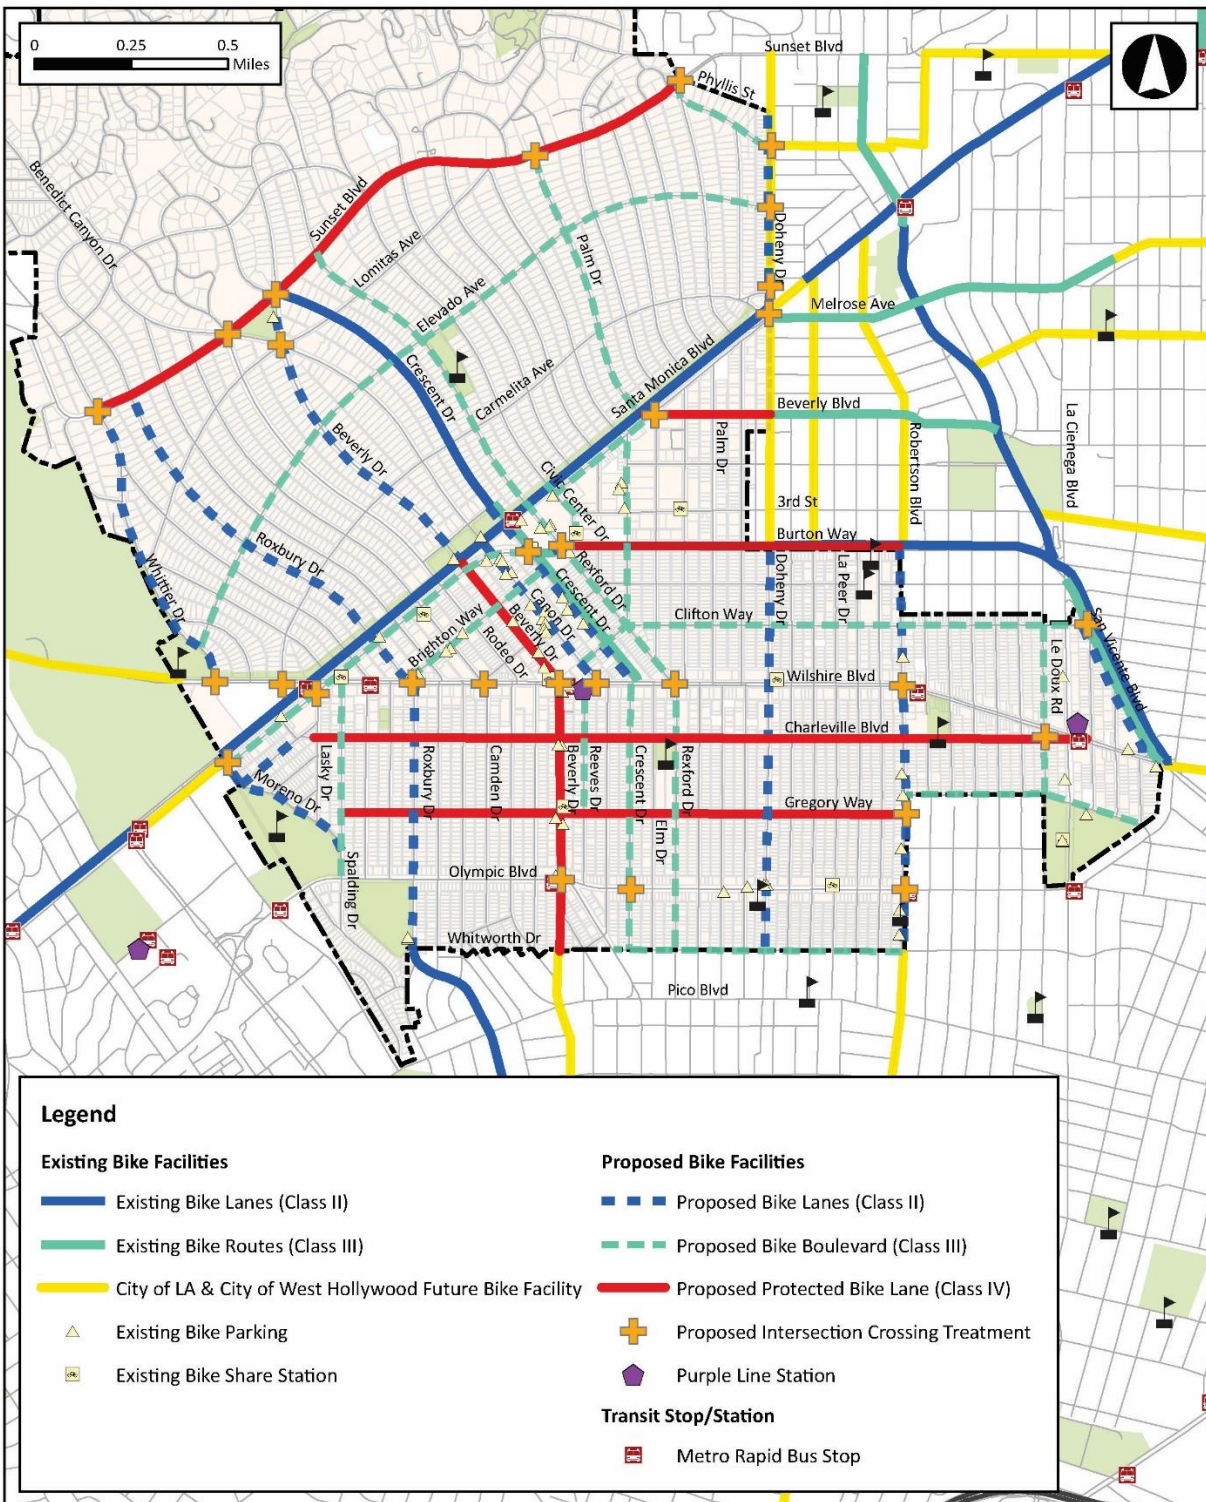 0 0.25 0.5
Miles
Sunset Blvd
Phyllis St
Benedict Canyon Dr
Sunset Blvd
Lomitas Ave
Palm Dr
Doheny Dr
Elevado Ave
Melrose Ave
Crescent Dr
Carmelita Ave
Santa Monica Blvd
Beverly Blvd
La Cienega Blvd
Beverly Dr
Palm Dr
Robertson Blvd
Civic Center Dr
3rd St
Roxbury Dr
Burton Way
Whittier Dr
Rexford Dr
Crescent Dr
Canon Dr
Doheny Dr
La Peer Dr
Clifton Way
Brighton Way
Beverly Dr
Rodeo Dr
San Vicente Blvd
Le Doux Rd
Wilshire Blvd
Charleville Blvd
Lasky Dr
Roxbury Dr
Camden Dr
Beverly Dr
Reeves Dr
Crescent Dr
Rexford Dr
Moreno Dr
Gregory Way
Elm Dr
Spalding Dr
Olympic Blvd
Whitworth Dr
Pico Blvd
Legend
Existing Bike Facilities
Existing Bike Lanes (Class II)
Existing Bike Routes (Class III)
City of LA & City of West Hollywood Future Bike Facility
Existing Bike Parking
Existing Bike Share Station
Proposed Bike Facilities
Proposed Bike Lanes (Class II)
Proposed Bike Boulevard (Class III)
Proposed Protected Bike Lane (Class IV)
Proposed Intersection Crossing Treatment
Purple Line Station
Transit Stop/Station
Metro Rapid Bus Stop